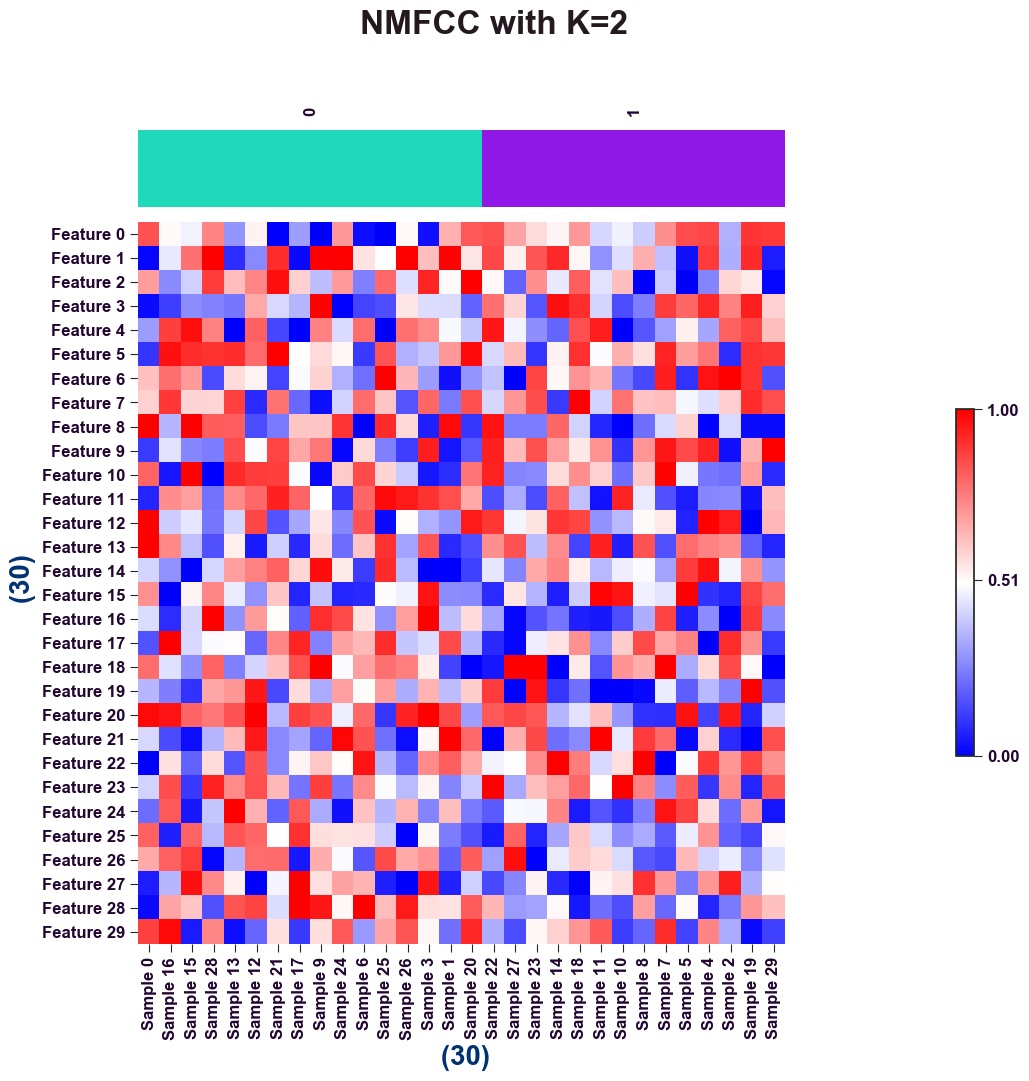 NMFCC with K=2
0
1
Feature 0
Feature 1
Feature 2
Feature 3
Feature 4
Feature 5
Feature 6
Feature 7
Feature 8
Feature 9
Feature 10
Feature 11
Feature 12
Feature 13
Feature 14
Feature 15
Feature 16
Feature 17
Feature 18
Feature 19
Feature 20
Feature 21
Feature 22
Feature 23
Feature 24
Feature 25
Feature 26
Feature 27
Feature 28
Feature 29
(30)
Sample 0
Sample 16
Sample 15
Sample 28
Sample 13
Sample 12
Sample 21
Sample 17
Sample 9
Sample 24
Sample 6
Sample 25
Sample 26
Sample 3
Sample 1
Sample 20
Sample 22
Sample 27
Sample 23
Sample 14
Sample 18
Sample 11
Sample 10
Sample 8
Sample 7
Sample 5
Sample 4
Sample 2
Sample 19
Sample 29
(30)
1.00
0.51
0.00